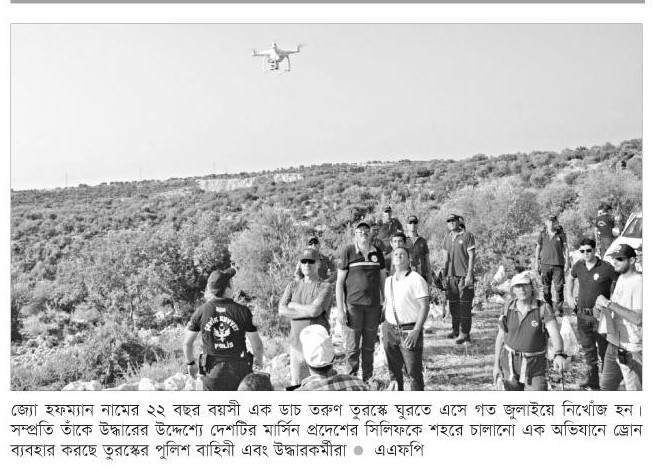 POLİS
জ্যো হফম্যান নামের ২২ বছর বয়সী এক ডাচ তরুণ তুরস্কে ঘুরতে এসে গত জুলাইয়ে নিখোঁজ হন।
সম্প্রতি তাঁকে উদ্ধারের উদ্দেশ্যে দেশটির মার্সিন প্রদেশের সিলিফকে শহরে চালানো এক অভিযানে ড্রোন
ব্যবহার করছে তুরস্কের পুলিশ বাহিনী এবং উদ্ধারকর্মীরা ● এএফপি